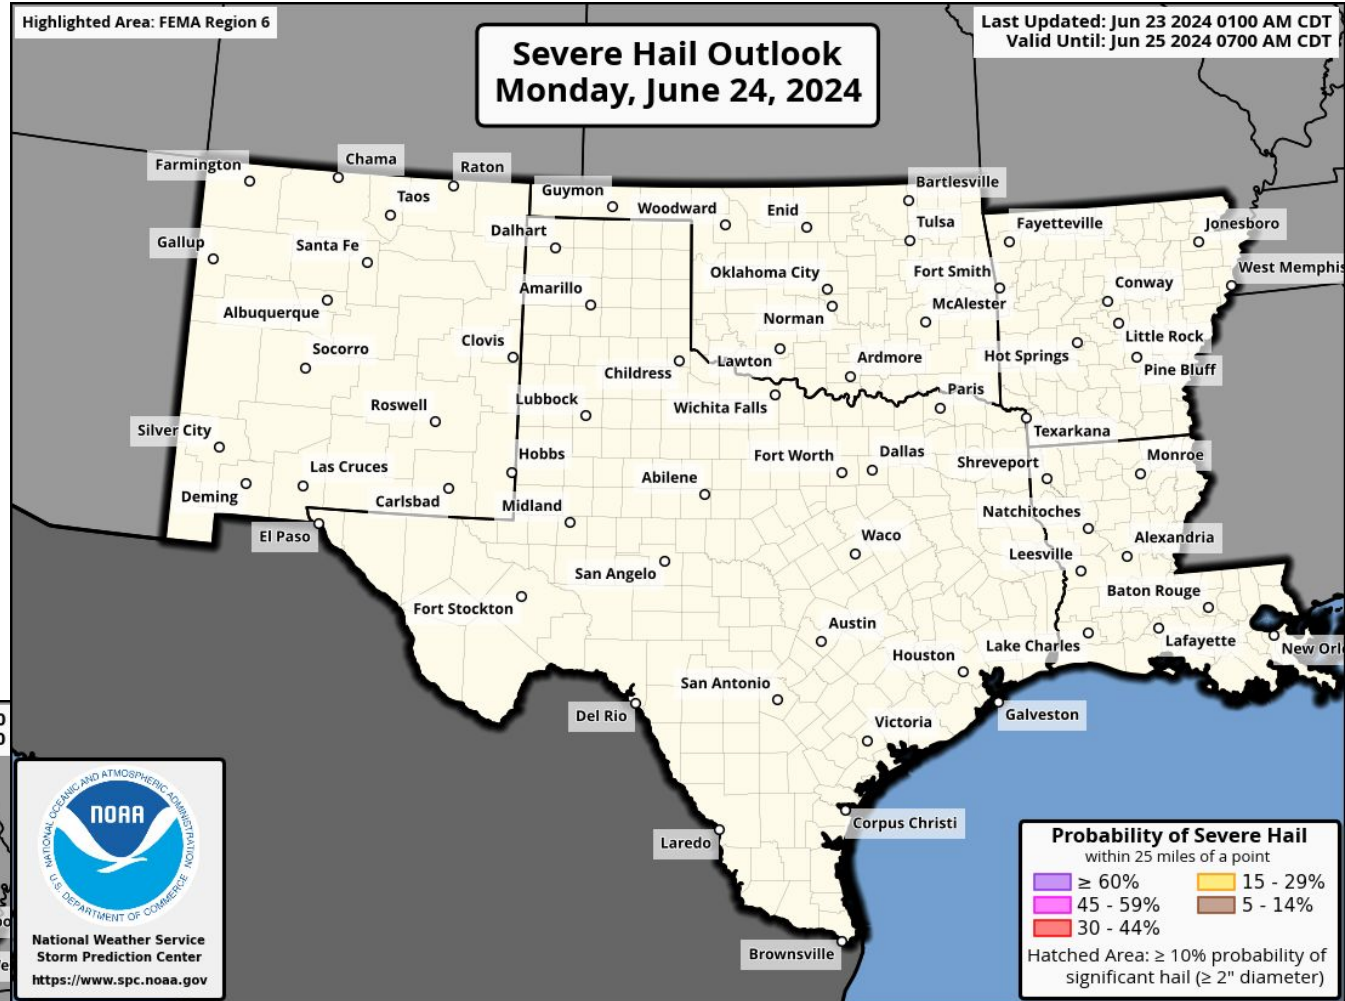 Highlighted Area: FEMA Region 6
Last Updated: Jun 23 2024 0100 AM CDT
Valid Until: Jun 25 2024 0700 AM CDT
Severe Hail Outlook
Monday, June 24, 2024
Farmington
Chama
Raton
Taos
Guymon
Woodward
Enid
Bartlesville
Gallup
Santa Fe
Dalhart
Tulsa
Fayetteville
Jonesboro
Albuquerque
Amarillo
Oklahoma City
Fort Smith
West Memphis
Norman
McAlester
Conway
Socorro
Clovis
Childress
Lawton
Ardmore
Hot Springs
Little Rock
Pine Bluff
Roswell
Lubbock
Wichita Falls
Paris
Silver City
Texarkana
Las Cruces
Hobbs
Abilene
Fort Worth
Dallas
Shreveport
Monroe
Deming
Carlsbad
Midland
Natchitoches
El Paso
Waco
Alexandria
San Angelo
Leesville
Fort Stockton
Baton Rouge
Austin
Houston
Lake Charles
Lafayette
New Orl
San Antonio
Del Rio
Victoria
Galveston
Laredo
Corpus Christi
Brownsville
NATIONAL OCEANIC AND ATMOSPHERIC ADMINISTRATION
NOAA
U.S. DEPARTMENT OF COMMERCE
National Weather Service
Storm Prediction Center
https://www.spc.noaa.gov
Probability of Severe Hail
within 25 miles of a point
≥ 60% 15 - 29%
45 - 59% 5 - 14%
30 - 44%
Hatched Area: ≥ 10% probability of
significant hail (≥ 2" diameter)